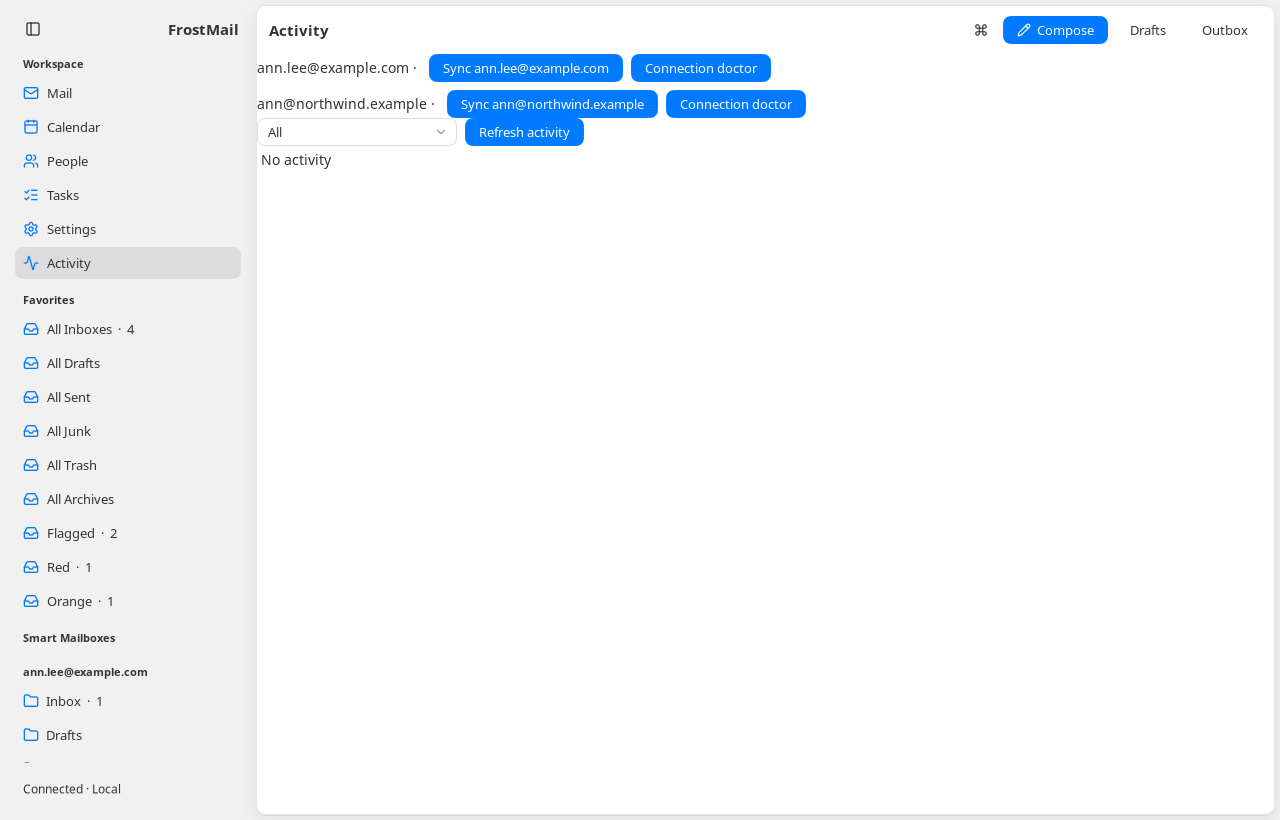 FrostMail
Workspace
Mail
Calendar
People
Tasks
Settings
Activity
Favorites
All Inboxes · 4
All Drafts
All Sent
All Junk
All Trash
All Archives
Flagged · 2
Red · 1
Orange · 1
Smart Mailboxes
ann.lee@example.com
Inbox · 1
Drafts
Connected · Local
Activity
⌘ Compose Drafts Outbox
ann.lee@example.com · Sync ann.lee@example.com Connection doctor
ann@northwind.example · Sync ann@northwind.example Connection doctor
All Refresh activity
No activity